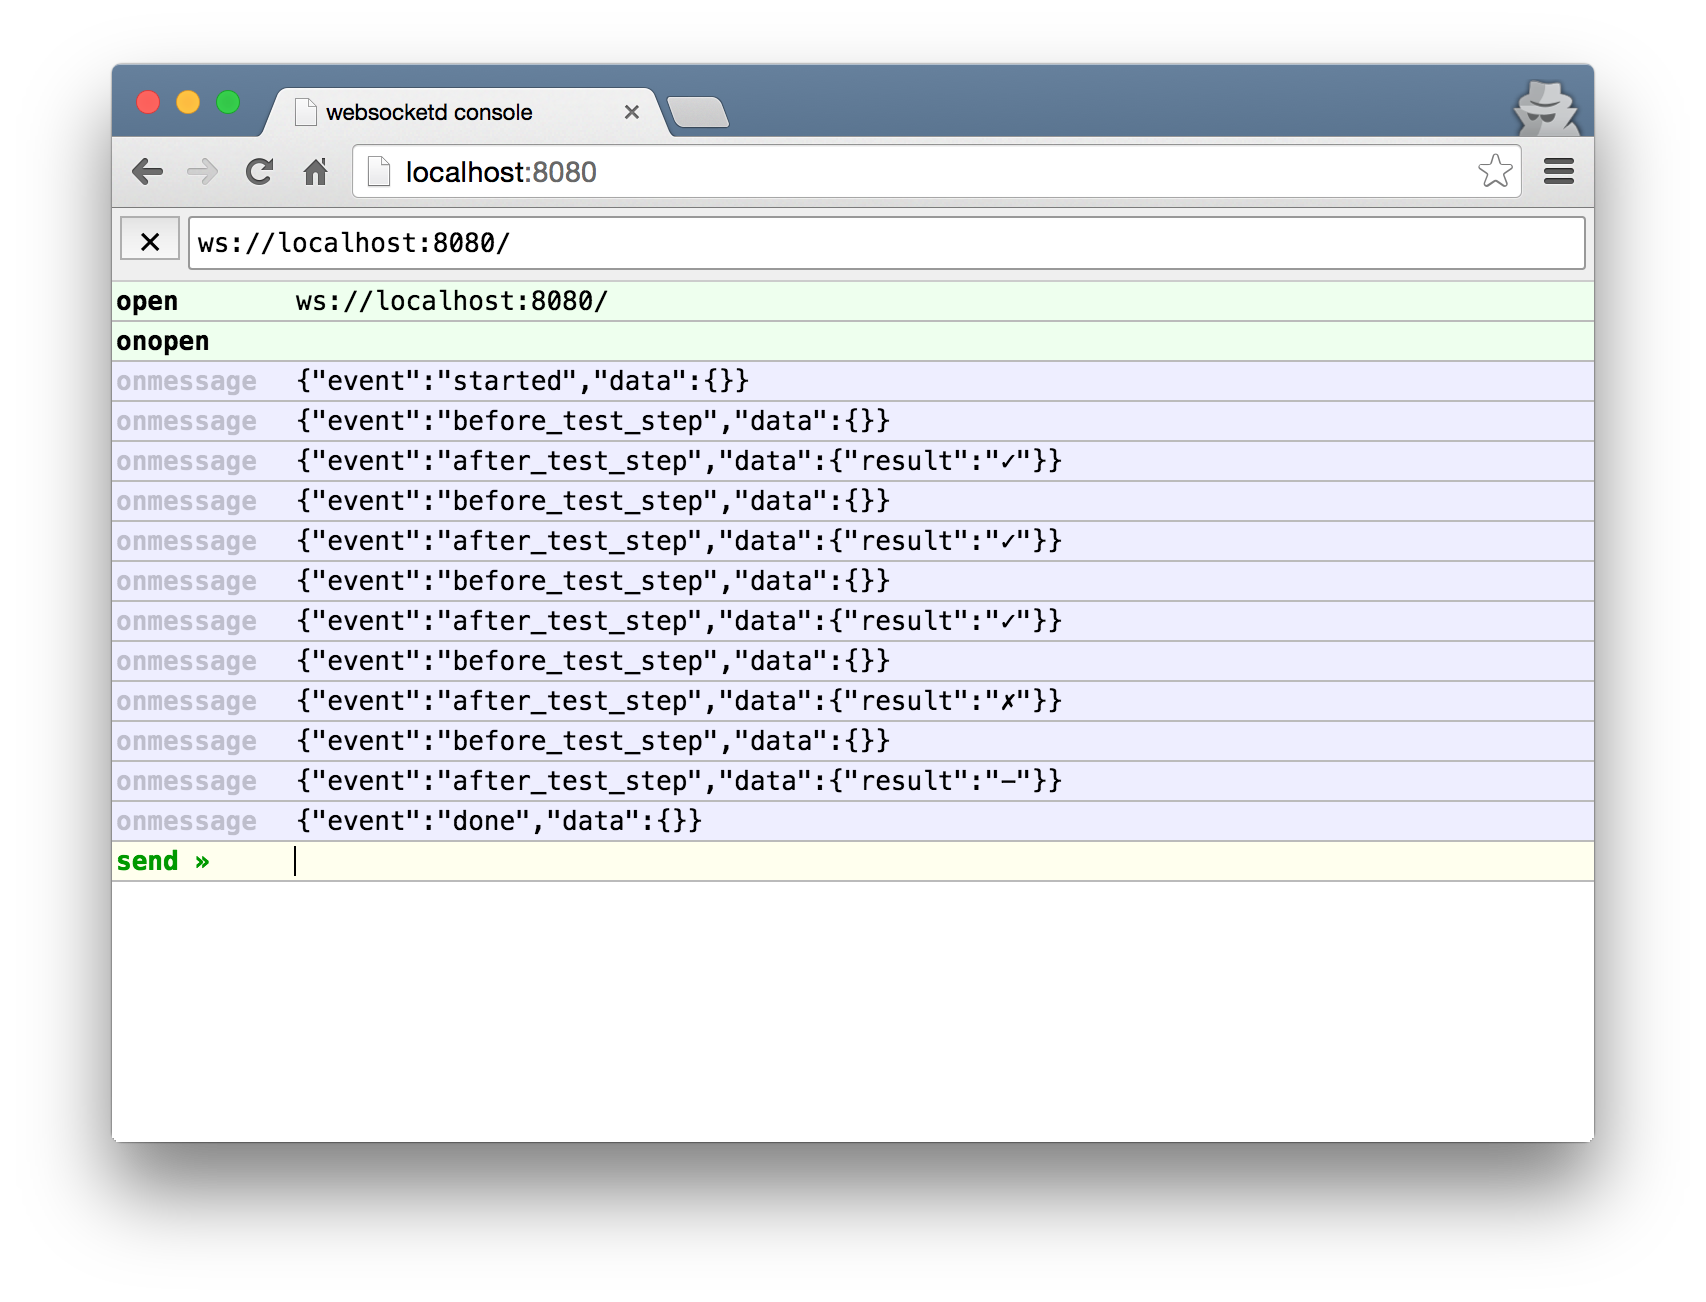 websocketd console
localhost:8080
✕ ws://localhost:8080/
open ws://localhost:8080/
onopen
onmessage {"event":"started","data":{}}
onmessage {"event":"before_test_step","data":{}}
onmessage {"event":"after_test_step","data":{"result":"✓"}}
onmessage {"event":"before_test_step","data":{}}
onmessage {"event":"after_test_step","data":{"result":"✓"}}
onmessage {"event":"before_test_step","data":{}}
onmessage {"event":"after_test_step","data":{"result":"✓"}}
onmessage {"event":"before_test_step","data":{}}
onmessage {"event":"after_test_step","data":{"result":"✗"}}
onmessage {"event":"before_test_step","data":{}}
onmessage {"event":"after_test_step","data":{"result":"–"}}
onmessage {"event":"done","data":{}}
send »